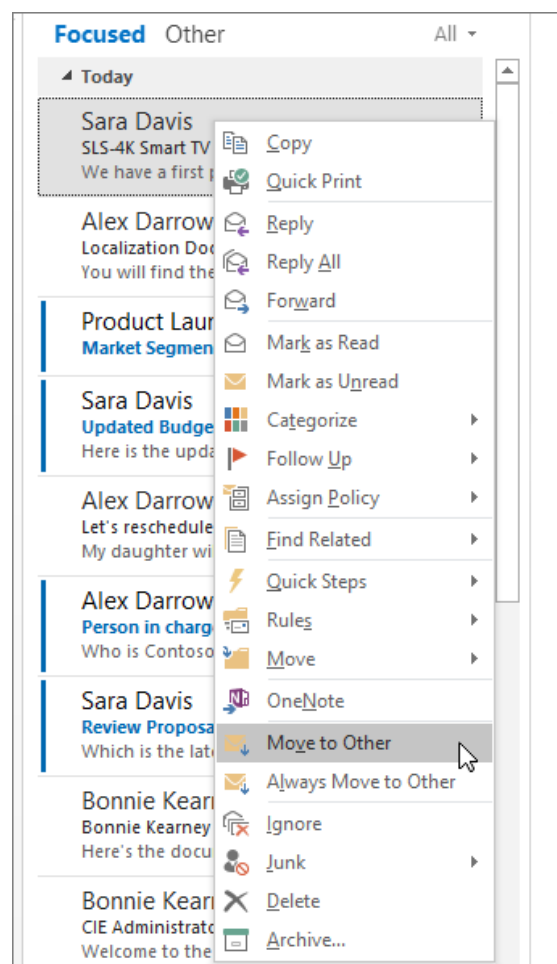 Focused Other All
Today
Sara Davis
SLS-4K Smart TV
We have a first
Alex Darrow
Localization Doc
You will find the
Product Laur
Market Segmen
Sara Davis
Updated Budge
Here is the upda
Alex Darrow
Let's reschedule
My daughter wi
Alex Darrow
Person in charg
Who is Contoso
Sara Davis
Review Proposa
Which is the late
Bonnie Kearn
Bonnie Kearney
Here's the docu
Bonnie Kearn
CIE Administrato
Welcome to the
Copy
Quick Print
Reply
Reply All
Forward
Mark as Read
Mark as Unread
Categorize
Follow Up
Assign Policy
Find Related
Quick Steps
Rules
Move
OneNote
Move to Other
Always Move to Other
Ignore
Junk
Delete
Archive...